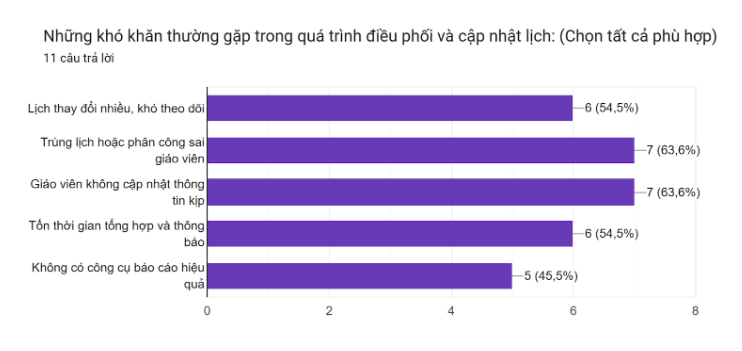 Những khó khăn thường gặp trong quá trình điều phối và cập nhật lịch: (Chọn tất cả phù hợp)
11 câu trả lời
Lịch thay đổi nhiều, khó theo dõi
6 (54,5%)
Trùng lịch hoặc phân công sai
giáo viên
7 (63,6%)
Giáo viên không cập nhật thông
tin kịp
7 (63,6%)
Tốn thời gian tổng hợp và thông
báo
6 (54,5%)
Không có công cụ báo cáo hiệu
quả
5 (45,5%)
0
2
4
6
8